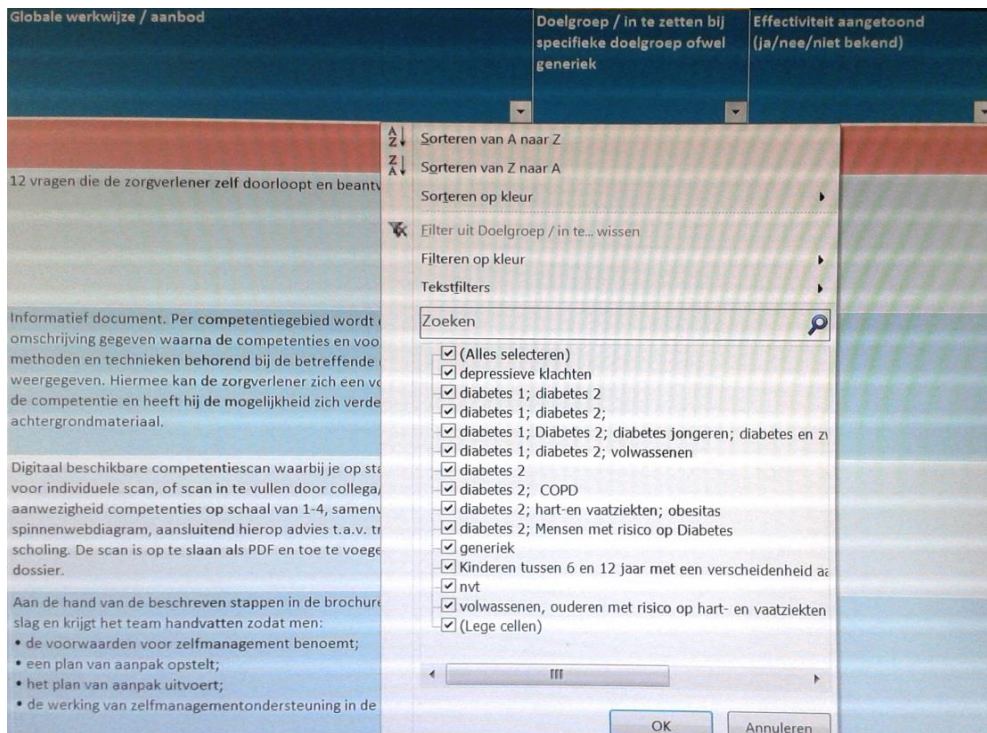 Globale werkwijze / aanbod
Doelgroep / in te zetten bij
specifieke doelgroep ofwel
generiek
Effectiviteit aangetoond
(ja/nee/niet bekend)
12 vragen die de zorgverlener zelf doorloopt en beant
Informatief document. Per competentiegebied wordt
omschrijving gegeven waarna de competenties en voo
methoden en technieken behorend bij de betreffende
weergegeven. Hiermee kan de zorgverlener zich een vo
de competentie en heeft hij de mogelijkheid zich verde
achtergrondmateriaal.
Digitaal beschikbare competentiescan waarbij je op sta
voor individuele scan, of scan in te vullen door collega/
aanwezigheid competenties op schaal van 1-4, samenv
spinnenwebdiagram, aansluitend hierop advies t.a.v. tr
scholing. De scan is op te slaan als PDF en toe te voege
dossier.
Aan de hand van de beschreven stappen in de brochure
slag en krijgt het team handvatten zodat men:
• de voorwaarden voor zelfmanagement benoemt;
• een plan van aanpak opstelt;
• het plan van aanpak uitvoert;
• de werking van zelfmanagementondersteuning in de
Sorteren van A naar Z
Sorteren van Z naar A
Sorteren op kleur
Filter uit Doelgroep / in te... wissen
Filteren op kleur
Tekstfilters
Zoeken
(Alles selecteren)
depressieve klachten
diabetes 1; diabetes 2
diabetes 1; diabetes 2;
diabetes 1; Diabetes 2; diabetes jongeren; diabetes en zw
diabetes 1; diabetes 2; volwassenen
diabetes 2
diabetes 2;  COPD
diabetes 2; hart-en vaatziekten; obesitas
diabetes 2; Mensen met risico op Diabetes
generiek
Kinderen tussen 6 en 12 jaar met een verscheidenheid aa
nvt
volwassenen, ouderen met risico op hart- en vaatziekten
(Lege cellen)
OK
Annuleren